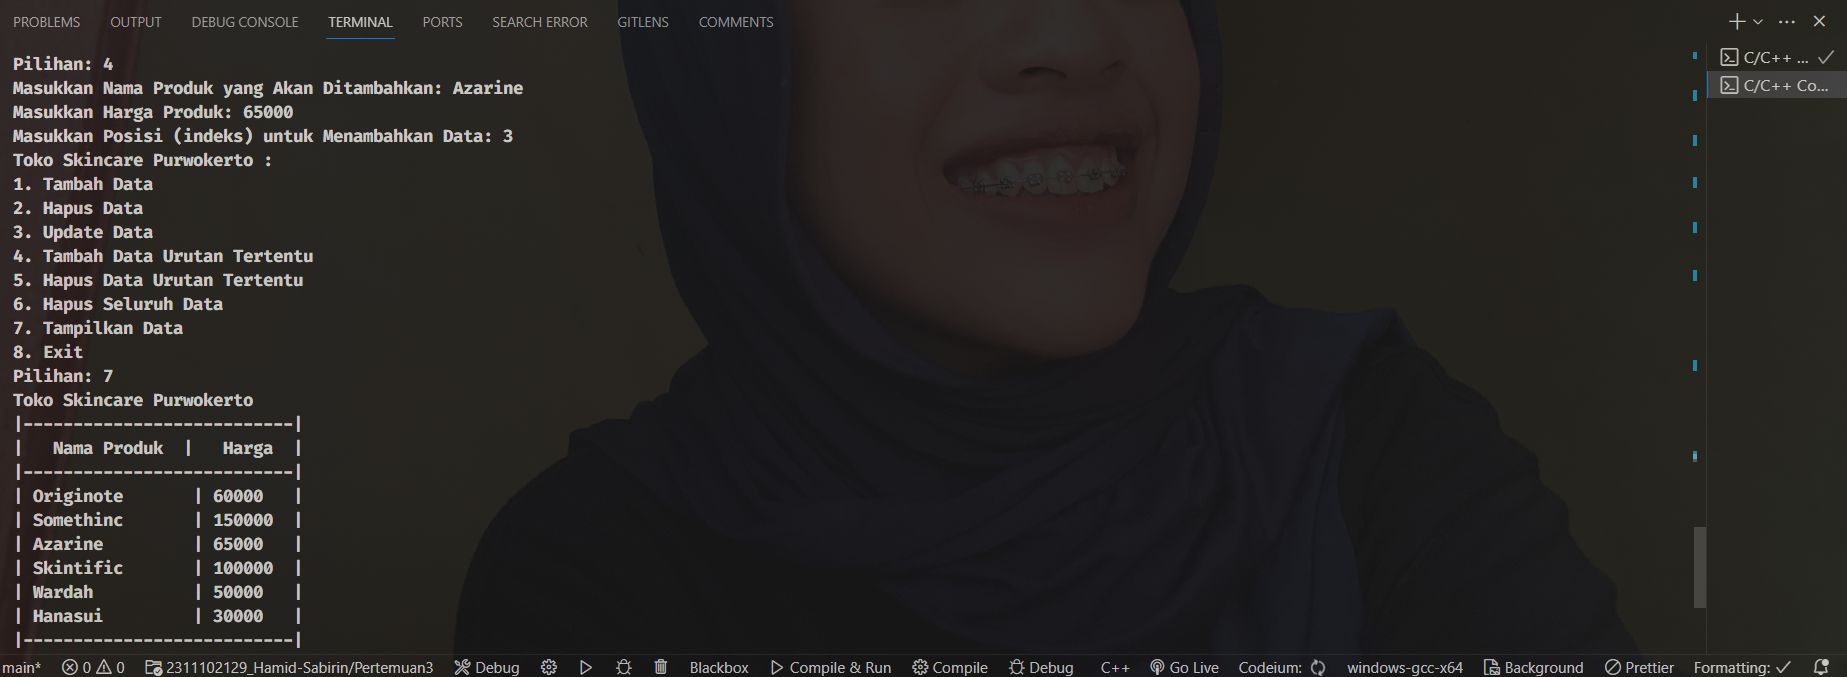 PROBLEMS OUTPUT DEBUG CONSOLE TERMINAL PORTS SEARCH ERROR GITLENS COMMENTS
Pilihan: 4
Masukkan Nama Produk yang Akan Ditambahkan: Azarine
Masukkan Harga Produk: 65000
Masukkan Posisi (indeks) untuk Menambahkan Data: 3
Toko Skincare Purwokerto :
1. Tambah Data
2. Hapus Data
3. Update Data
4. Tambah Data Urutan Tertentu
5. Hapus Data Urutan Tertentu
6. Hapus Seluruh Data
7. Tampilkan Data
8. Exit
Pilihan: 7
Toko Skincare Purwokerto
|---------------------------|
|   Nama Produk  |   Harga  |
|---------------------------|
| Originote       | 60000   |
| Somethinc       | 150000  |
| Azarine         | 65000   |
| Skintific       | 100000  |
| Wardah          | 50000   |
| Hanasui         | 30000   |
|---------------------------|
C/C++ ...
C/C++ Co...
main* 0 0 2311102129_Hamid-Sabirin/Pertemuan3 Debug Blackbox Compile & Run Compile Debug C++ Go Live Codeium: windows-gcc-x64 Background Prettier Formatting: